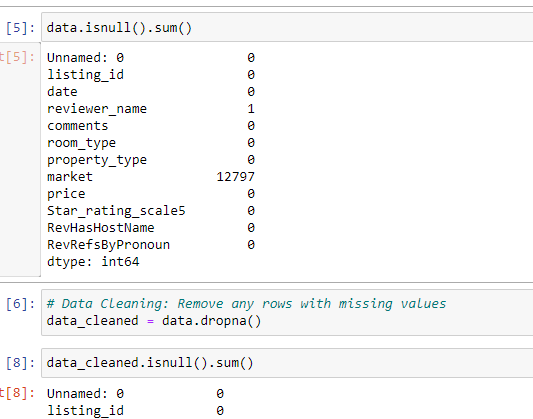 [5]: data.isnull().sum()
t[5]: Unnamed: 0 0
listing_id 0
date 0
reviewer_name 1
comments 0
room_type 0
property_type 0
market 12797
price 0
Star_rating_scale5 0
RevHasHostName 0
RevRefsByPronoun 0
dtype: int64
[6]: # Data Cleaning: Remove any rows with missing values
data_cleaned = data.dropna()
[8]: data_cleaned.isnull().sum()
t[8]: Unnamed: 0 0
listing_id 0